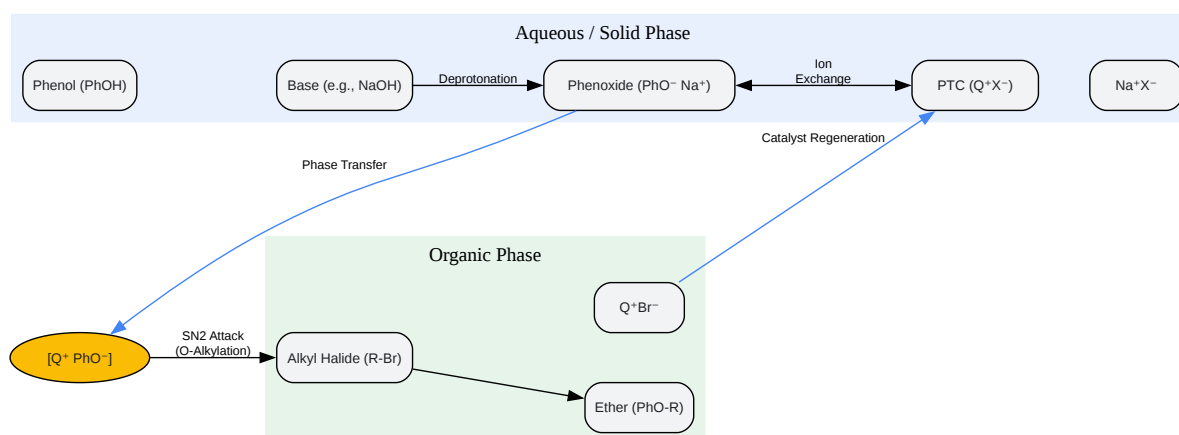 Aqueous / Solid Phase
Phenol (PhOH)
Base (e.g., NaOH)
Deprotonation
Phenoxide (PhO⁻ Na⁺)
Ion
Exchange
PTC (Q⁺X⁻)
Na⁺X⁻
Phase Transfer
Catalyst Regeneration
Organic Phase
Q⁺Br⁻
[Q⁺ PhO⁻]
SN2 Attack
(O-Alkylation)
Alkyl Halide (R-Br)
Ether (PhO-R)